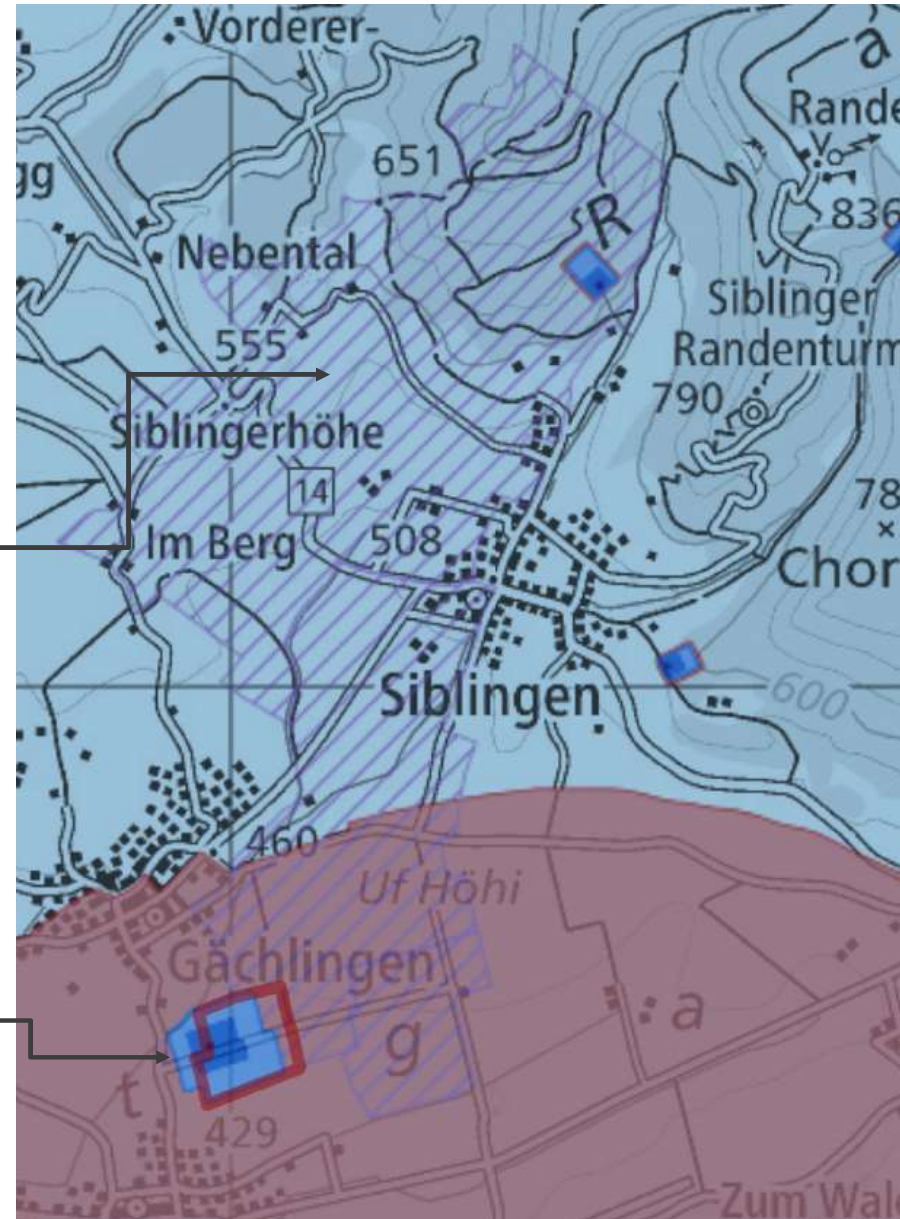 Vorderer-
a
Rande
651
gg
R
836
Nebental
Siblinger
Randenturm
555
790
Siblingerhöhe
14
78
Im Berg
508
Chor
Siblingen
600
460
Uf Höhi
Gächlingen
a
g
t
429
Zum Wal